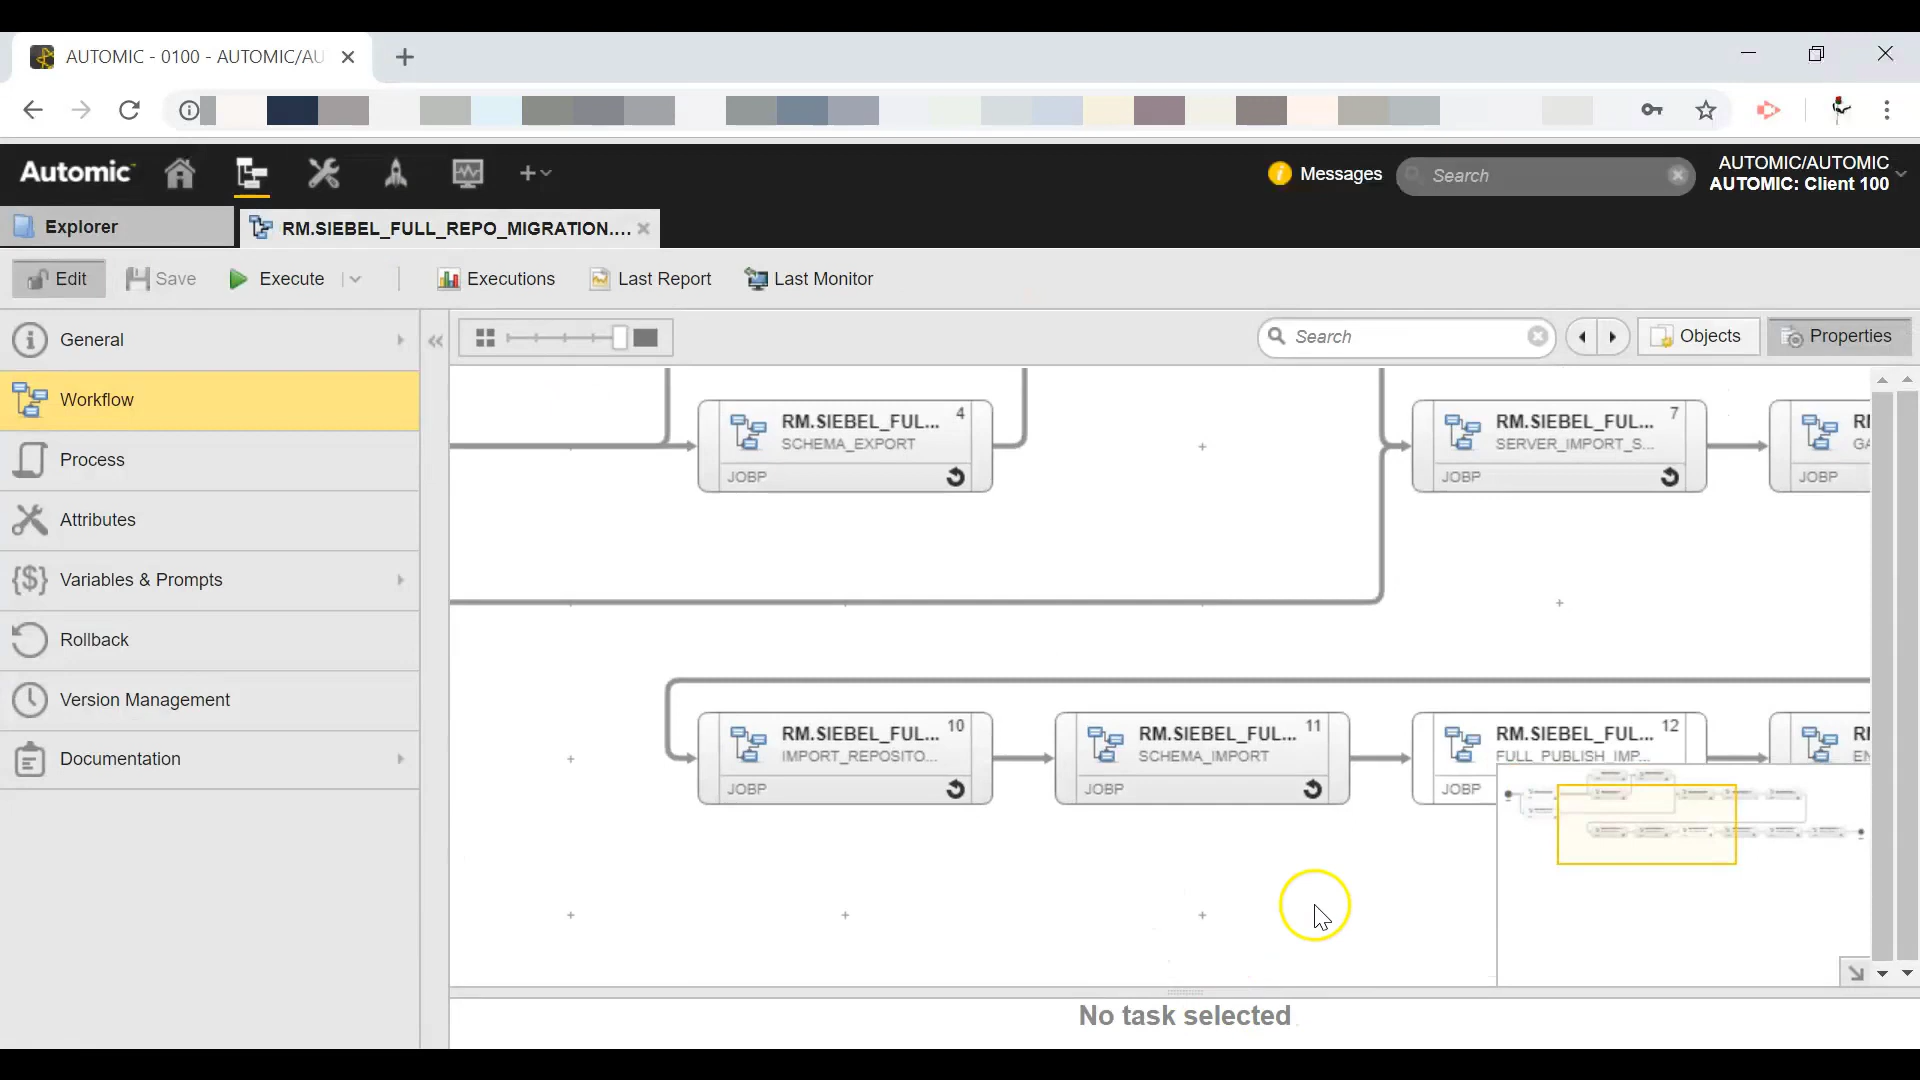 AUTOMIC - 0100 - AUTOMIC/AU
Automic
Messages
Search
AUTOMIC/AUTOMIC
AUTOMIC: Client 100
Explorer
RM.SIEBEL_FULL_REPO_MIGRATION....
Edit
Save
Execute
Executions
Last Report
Last Monitor
General
Workflow
Process
Attributes
Variables & Prompts
Rollback
Version Management
Documentation
Search
Objects
Properties
RM.SIEBEL_FUL... 4
SCHEMA_EXPORT
JOBP
RM.SIEBEL_FUL... 7
SERVER_IMPORT_S...
JOBP
RM
GA
JOBP
RM.SIEBEL_FUL... 10
IMPORT_REPOSITO...
JOBP
RM.SIEBEL_FUL... 11
SCHEMA_IMPORT
JOBP
RM.SIEBEL_FUL... 12
FULL_PUBLISH_IMP...
JOBP
No task selected